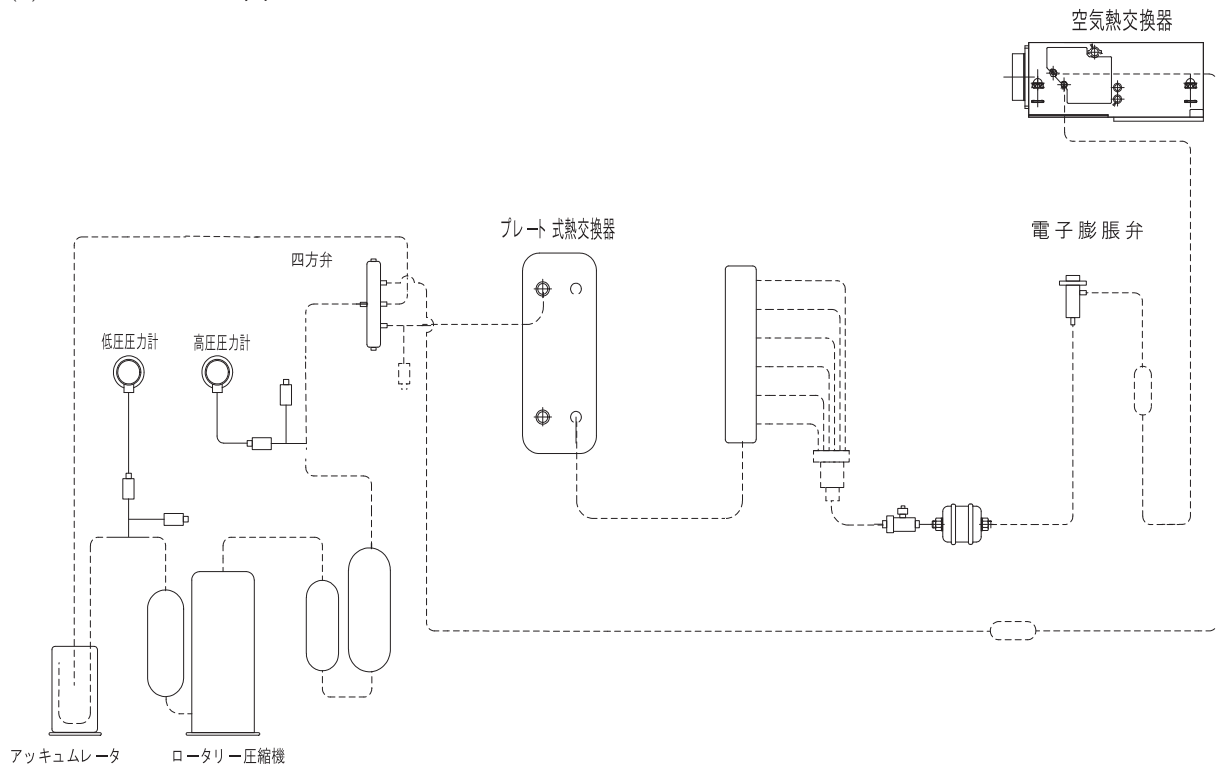 空気熱交換器
プレート式熱交換器
電子膨脹弁
四方弁
低圧圧力計
高圧圧力計
アッキュムレータ
ロータリー圧縮機